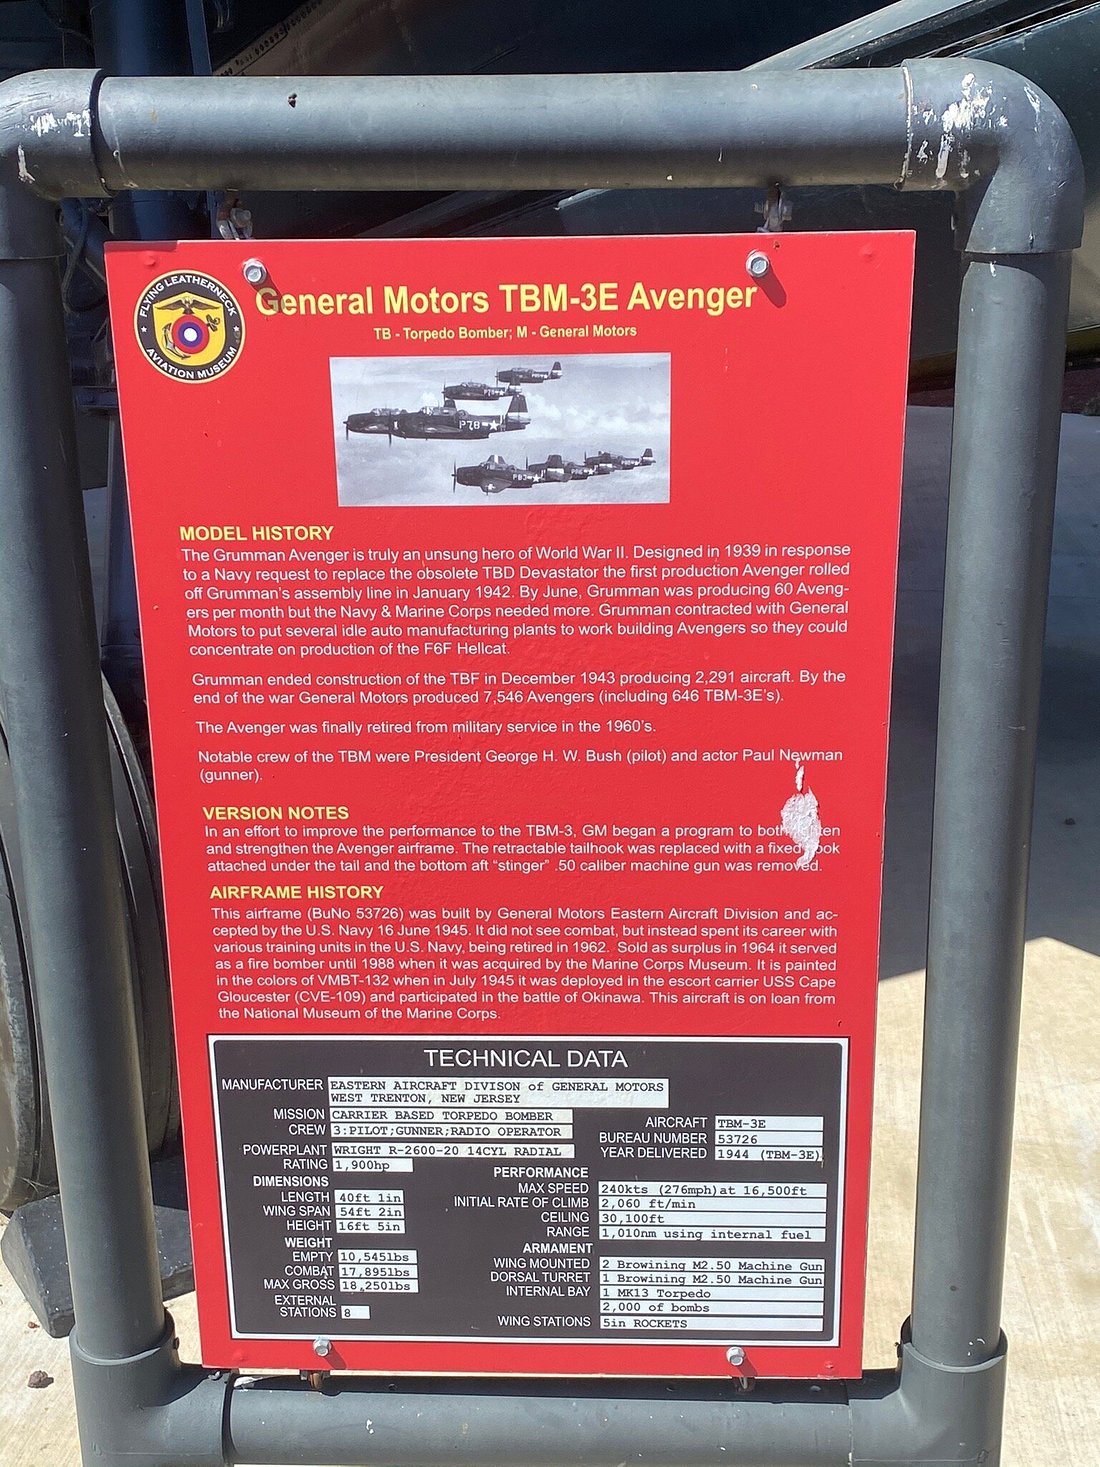 FLYING LEATHERNECK
AVIATION MUSEUM
General Motors TBM-3E Avenger
TB - Torpedo Bomber; M - General Motors
P78
P83
MODEL HISTORY
The Grumman Avenger is truly an unsung hero of World War II. Designed in 1939 in response
to a Navy request to replace the obsolete TBD Devastator the first production Avenger rolled
off Grumman's assembly line in January 1942. By June, Grumman was producing 60 Aveng-
ers per month but the Navy & Marine Corps needed more. Grumman contracted with General
Motors to put several idle auto manufacturing plants to work building Avengers so they could
concentrate on production of the F6F Hellcat.
Grumman ended construction of the TBF in December 1943 producing 2,291 aircraft. By the
end of the war General Motors produced 7,546 Avengers (including 646 TBM-3E's).
The Avenger was finally retired from military service in the 1960's.
Notable crew of the TBM were President George H. W. Bush (pilot) and actor Paul Newman
(gunner).
VERSION NOTES
In an effort to improve the performance to the TBM-3, GM began a program to both
and strengthen the Avenger airframe. The retractable tailhook was replaced with a fixed
attached under the tail and the bottom aft "stinger" .50 caliber machine gun was removed.
AIRFRAME HISTORY
This airframe (BuNo 53726) was built by General Motors Eastern Aircraft Division and ac-
cepted by the U.S. Navy 16 June 1945. It did not see combat, but instead spent its career with
various training units in the U.S. Navy, being retired in 1962. Sold as surplus in 1964 it served
as a fire bomber until 1988 when it was acquired by the Marine Corps Museum. It is painted
in the colors of VMBT-132 when in July 1945 it was deployed in the escort carrier USS Cape
Gloucester (CVE-109) and participated in the battle of Okinawa. This aircraft is on loan from
the National Museum of the Marine Corps.
TECHNICAL DATA
MANUFACTURER EASTERN AIRCRAFT DIVISON of GENERAL MOTORS
WEST TRENTON, NEW JERSEY
MISSION CARRIER BASED TORPEDO BOMBER
CREW 3:PILOT;GUNNER;RADIO OPERATOR
POWERPLANT WRIGHT R-2600-20 14CYL RADIAL
RATING 1,900hp
AIRCRAFT TBM-3E
BUREAU NUMBER 53726
YEAR DELIVERED 1944 (TBM-3E)
DIMENSIONS
LENGTH 40ft 1in
WING SPAN 54ft 2in
HEIGHT 16ft 5in
WEIGHT
EMPTY 10,545lbs
COMBAT 17,895lbs
MAX GROSS 18,250lbs
EXTERNAL
STATIONS 8
PERFORMANCE
MAX SPEED 240kts (276mph)at 16,500ft
INITIAL RATE OF CLIMB 2,060 ft/min
CEILING 30,100ft
RANGE 1,010nm using internal fuel
ARMAMENT
WING MOUNTED 2 Browining M2.50 Machine Gun
DORSAL TURRET 1 Browining M2.50 Machine Gun
INTERNAL BAY 1 MK13 Torpedo
2,000 of bombs
WING STATIONS 5in ROCKETS